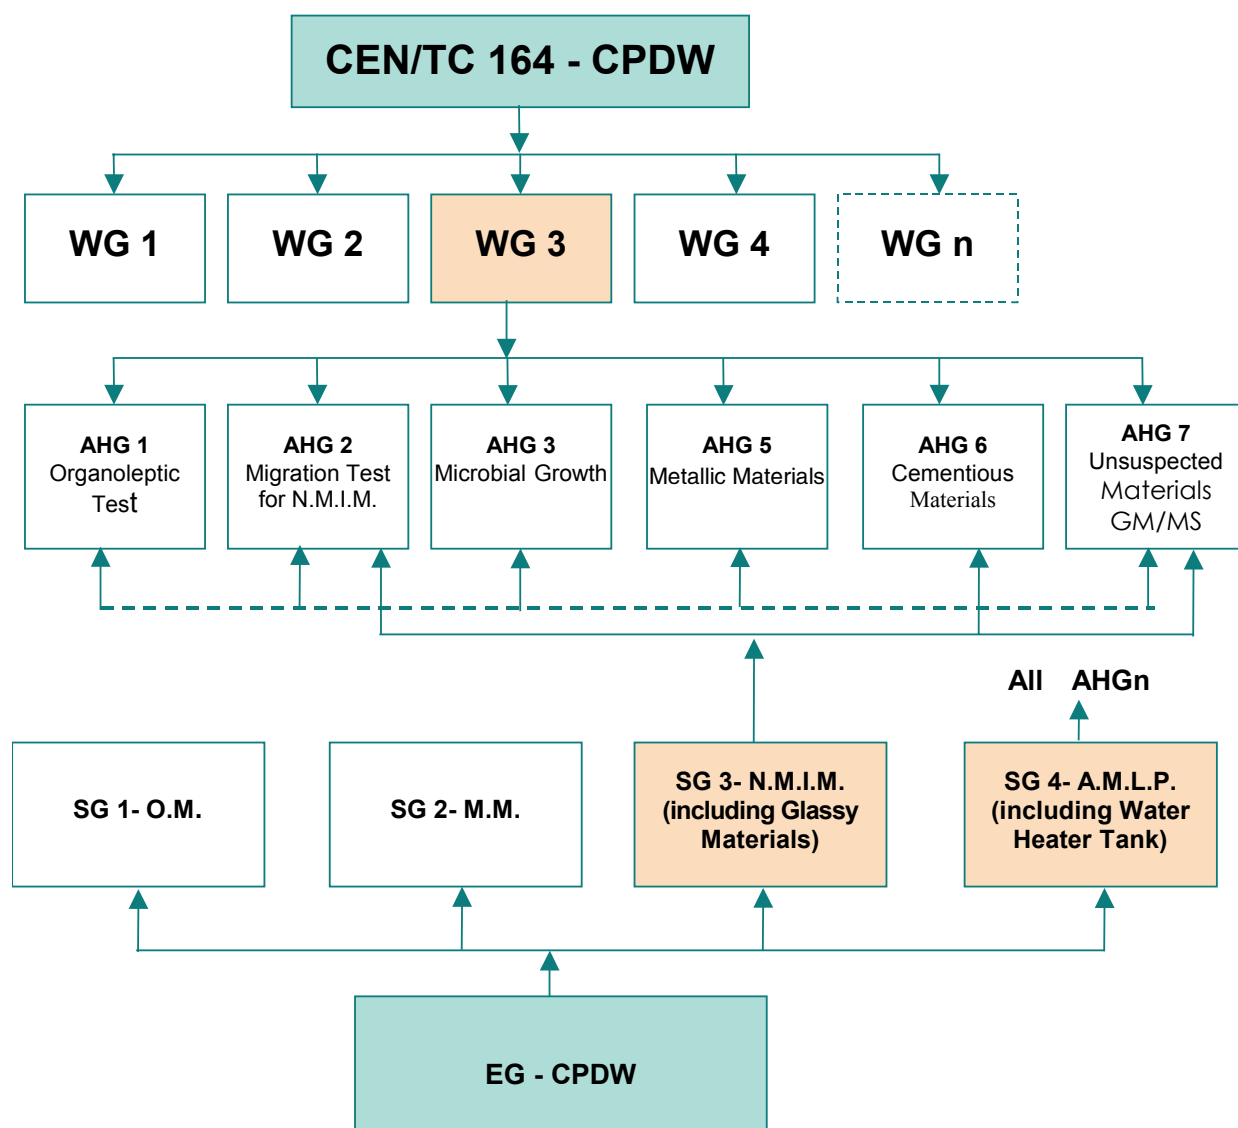 CEN/TC 164 - CPDW
WG 1
WG 2
WG 3
WG 4
WG n
AHG 1
Organoleptic
Test
AHG 2
Migration Test
for N.M.I.M.
AHG 3
Microbial Growth
AHG 5
Metallic Materials
AHG 6
Cementious
Materials
AHG 7
Unsuspected
Materials
GM/MS
All AHGn
SG 1- O.M.
SG 2- M.M.
SG 3- N.M.I.M.
(including Glassy
Materials)
SG 4- A.M.L.P.
(including Water
Heater Tank)
EG - CPDW